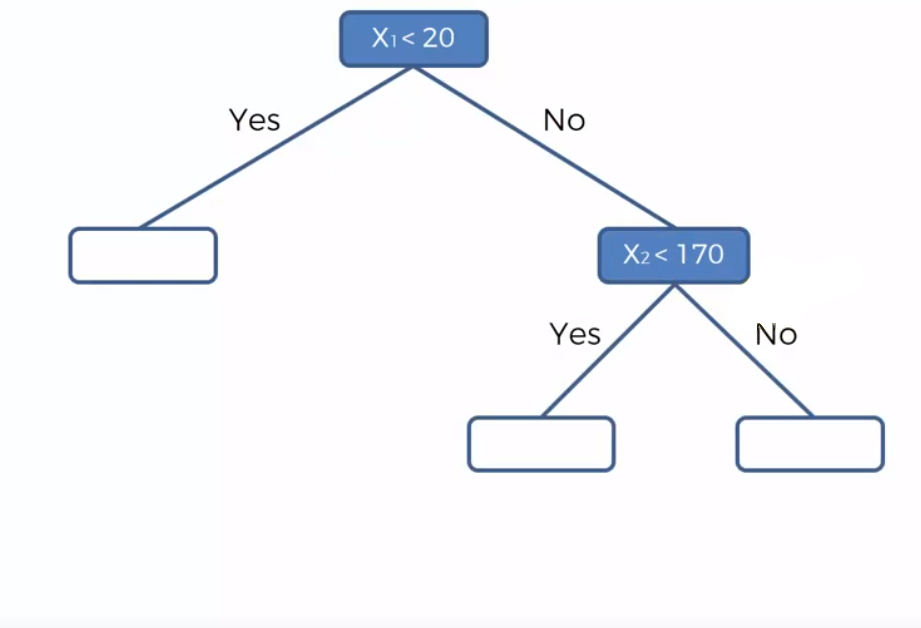 X₁ < 20
Yes
No
X₂ < 170
Yes
No